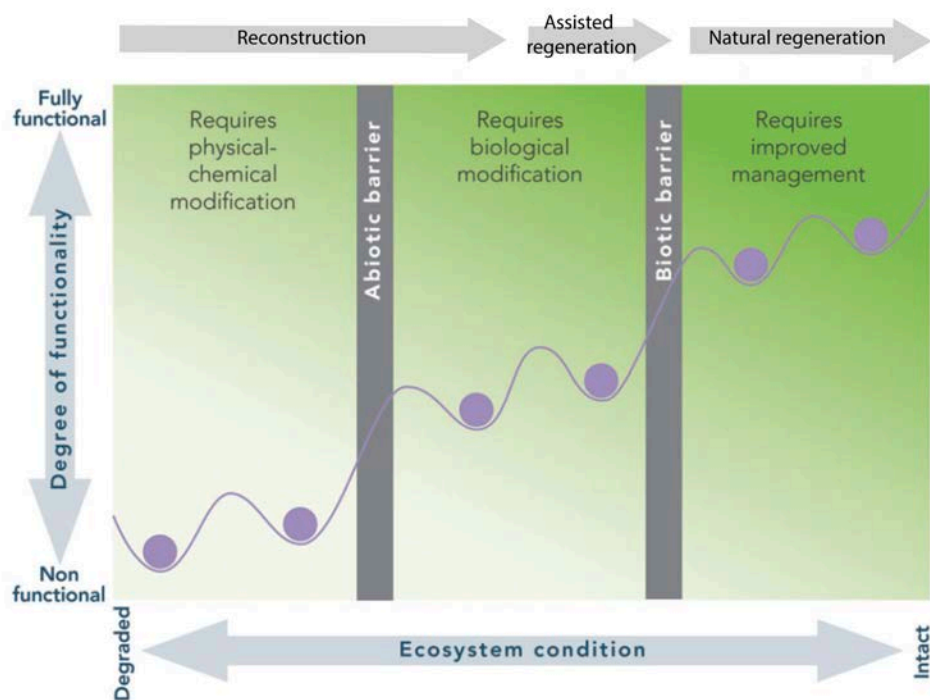 Reconstruction
Assisted
regeneration
Natural regeneration
Fully
functional
Requires
physical-
chemical
modification
Abiotic barrier
Requires
biological
modification
Biotic barrier
Requires
improved
management
Degree of functionality
Non
functional
Degraded
Ecosystem condition
Intact